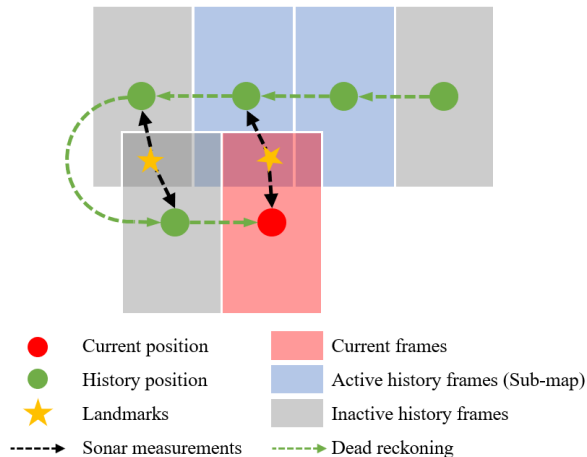 Current position
Current frames
History position
Active history frames (Sub-map)
Landmarks
Inactive history frames
Sonar measurements
Dead reckoning